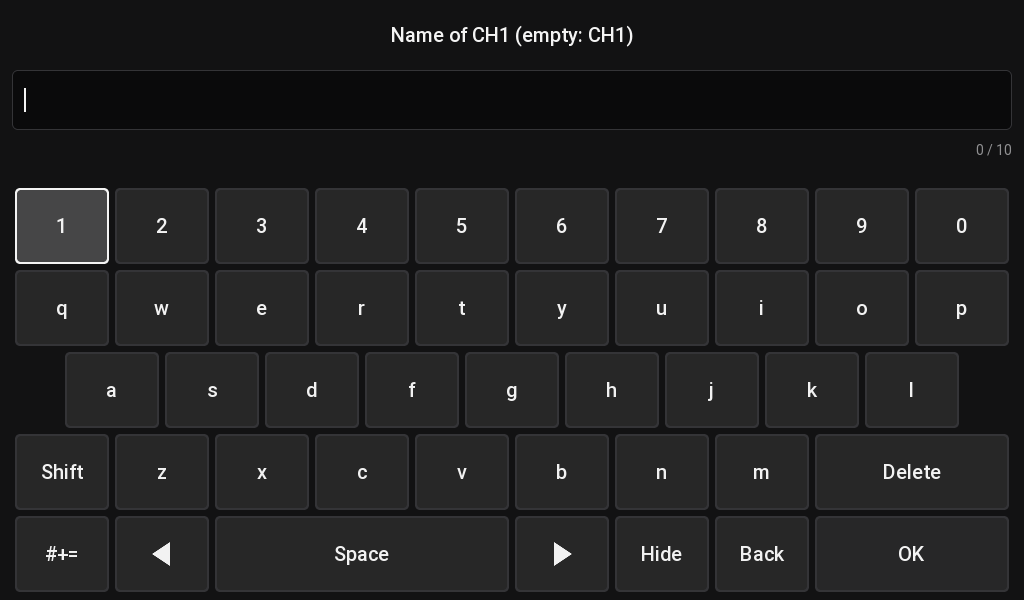 Name of CH1 (empty: CH1)
0 / 10
1 2 3 4 5 6 7 8 9 0
q w e r t y u i o p
a s d f g h j k l
Shift z x c v b n m Delete
#+= Space Hide Back OK